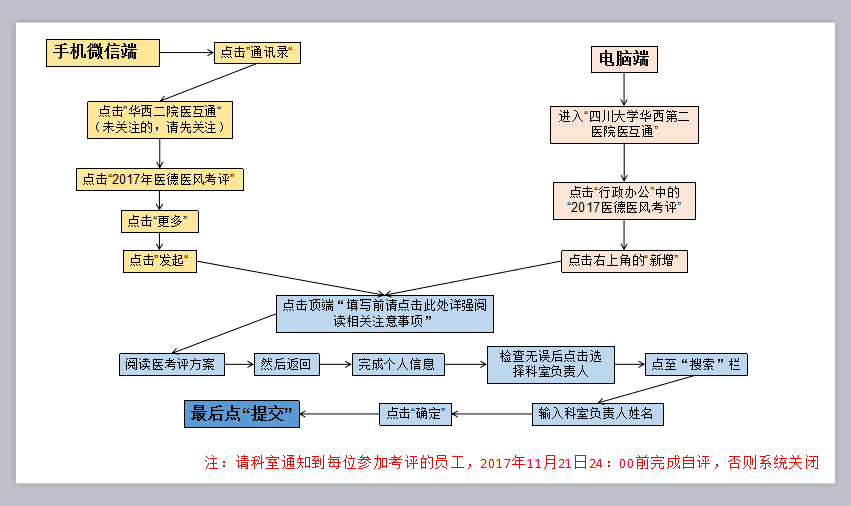 手机微信端
点击"通讯录“
点击"华西二院医互通“
（未关注的，请先关注）
点击“2017年医德医风考评”
点击“更多”
点击"发起“
电脑端
进入“四川大学华西第二
医院医互通”
点击“行政办公”中的
“2017医德医风考评”
点击右上角的“新增”
点击顶端“填写前请点击此处详强阅
读相关注意事项”
阅读医考评方案
然后返回
完成个人信息
检查无误后点击选
择科室负责人
点至“搜索”栏
输入科室负责人姓名
点击“确定”
最后点“提交”
注：请科室通知到每位参加考评的员工，2017年11月21日24：00前完成自评，否则系统关闭